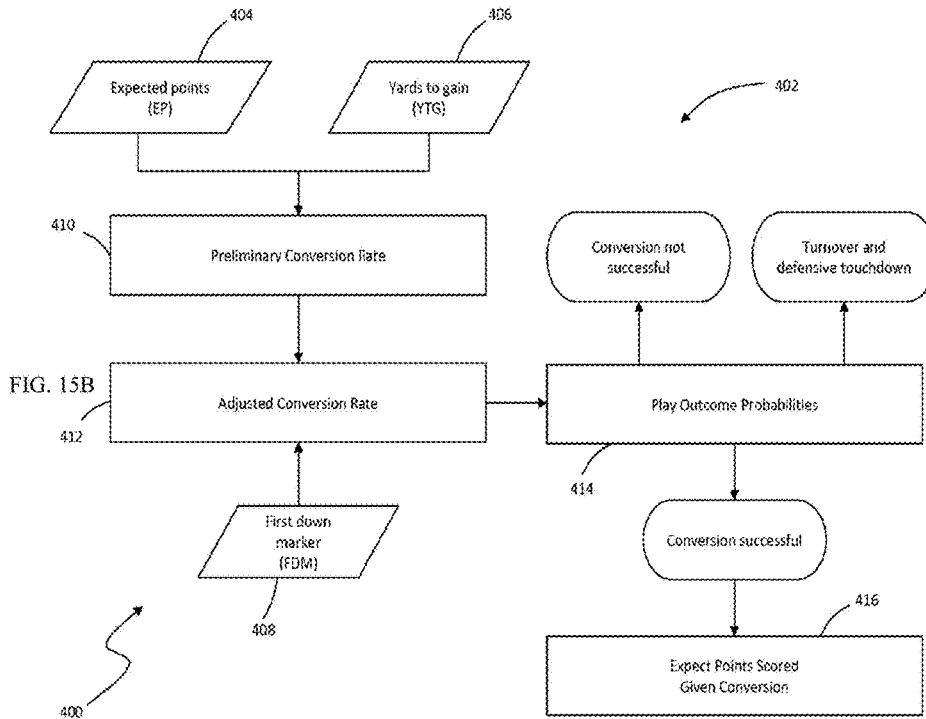 404
406
Expected points
(EP)
Yards to gain
(YTG)
402
410
Preliminary Conversion Rate
Conversion not
successful
Turnover and
defensive touchdown
FIG. 15B
412
Adjusted Conversion Rate
Play Outcome Probabilities
414
First down
marker
(FDM)
408
Conversion successful
416
Expect Points Scored
Given Conversion
400